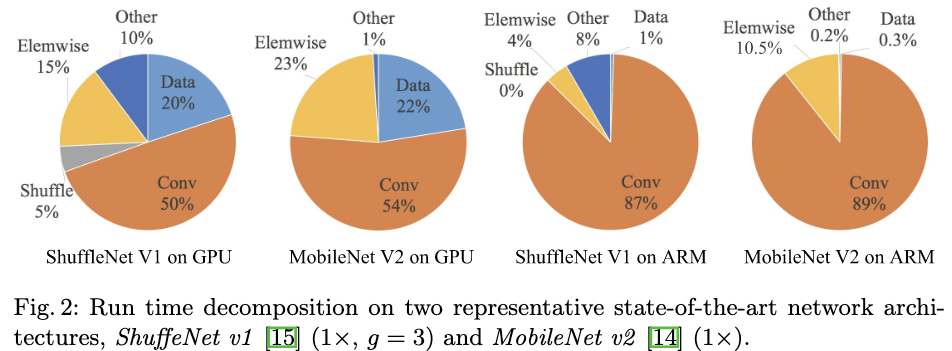 Other
10%
Elemwise
15%
Data
20%
Shuffle
5%
Conv
50%
ShuffleNet V1 on GPU
Other
1%
Elemwise
23%
Data
22%
Conv
54%
MobileNet V2 on GPU
Elemwise
4%
Other
8%
Data
1%
Shuffle
0%
Conv
87%
ShuffleNet V1 on ARM
Other
0.2%
Data
0.3%
Elemwise
10.5%
Conv
89%
MobileNet V2 on ARM
Fig. 2: Run time decomposition on two representative state-of-the-art network archi-
tectures, ShuffeNet v1 [15] (1×, g = 3) and MobileNet v2 [14] (1×).